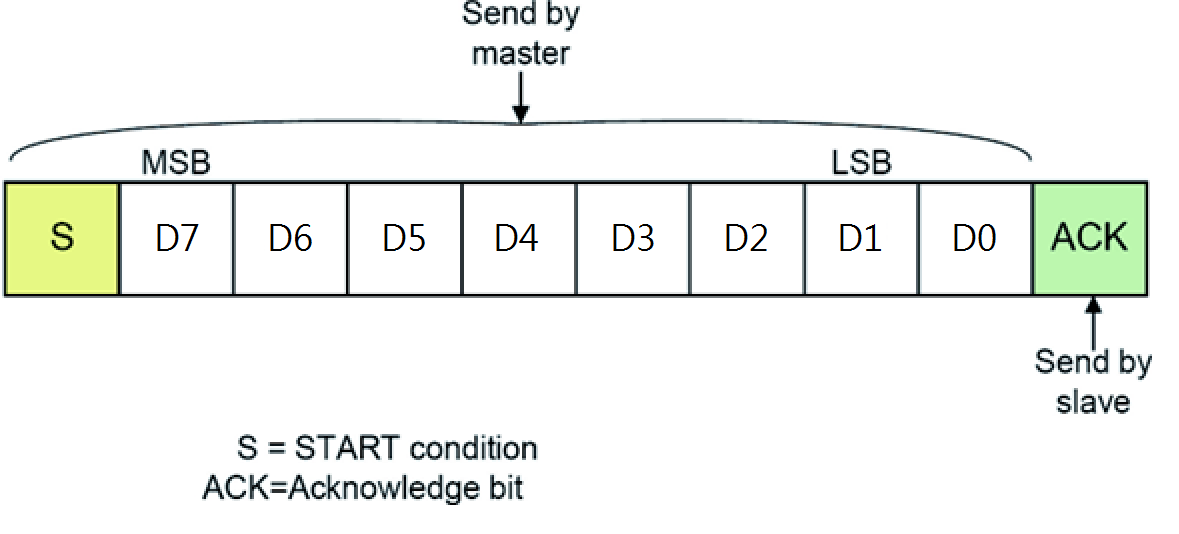 Send by
master
MSB LSB
S D7 D6 D5 D4 D3 D2 D1 D0 ACK
Send by
slave
S = START condition
ACK=Acknowledge bit